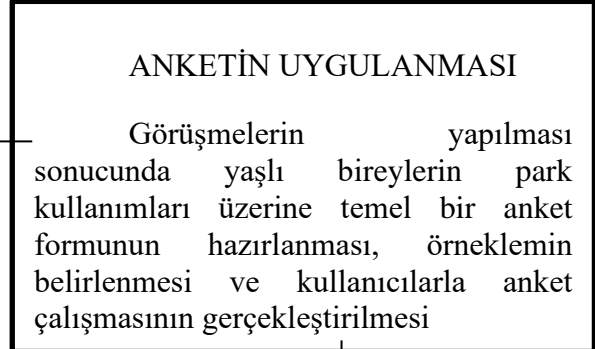 ANKETİN UYGULANMASI
Görüşmelerin yapılması
sonucunda yaşlı bireylerin park
kullanımları üzerine temel bir anket
formunun hazırlanması, örneklemin
belirlenmesi ve kullanıcılarla anket
çalışmasının gerçekleştirilmesi